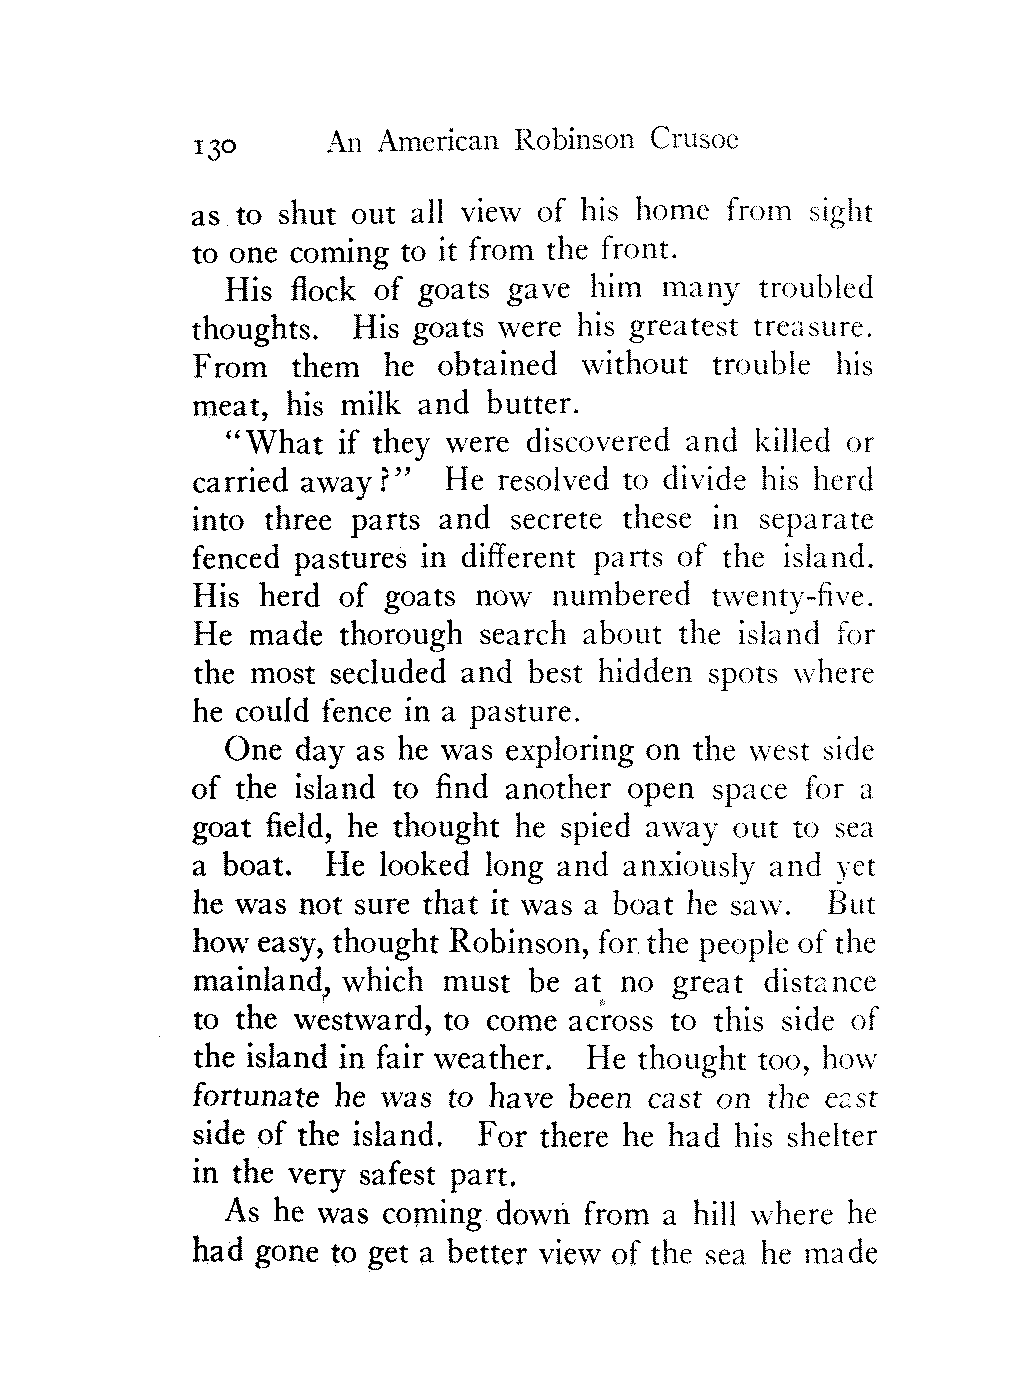 130 An American Robinson Crusoe
as to shut out all view of his home from sight
to one coming to it from the front.
His flock of goats gave him many troubled
thoughts. His goats were his greatest treasure.
From them he obtained without trouble his
meat, his milk and butter.
"What if they were discovered and killed or
carried away?" He resolved to divide his herd
into three parts and secrete these in separate
fenced pastures in different parts of the island.
His herd of goats now numbered twenty-five.
He made thorough search about the island for
the most secluded and best hidden spots where
he could fence in a pasture.
One day as he was exploring on the west side
of the island to find another open space for a
goat field, he thought he spied away out to sea
a boat. He looked long and anxiously and yet
he was not sure that it was a boat he saw. But
how easy, thought Robinson, for the people of the
mainland, which must be at no great distance
to the westward, to come across to this side of
the island in fair weather. He thought too, how
fortunate he was to have been cast on the east
side of the island. For there he had his shelter
in the very safest part.
As he was coming down from a hill where he
had gone to get a better view of the sea he made